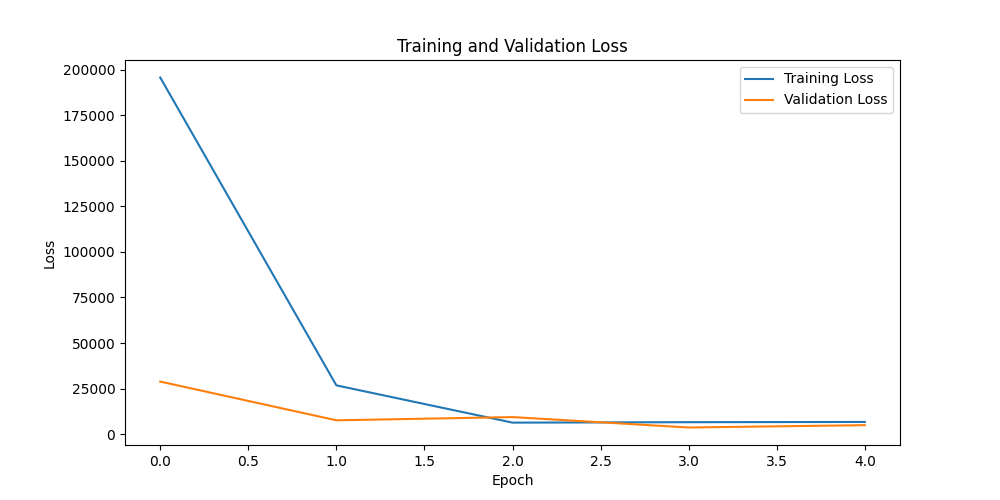 Training and Validation Loss
Training Loss
Validation Loss
200000
175000
150000
125000
100000
75000
50000
25000
0
Loss
0.0 0.5 1.0 1.5 2.0 2.5 3.0 3.5 4.0
Epoch